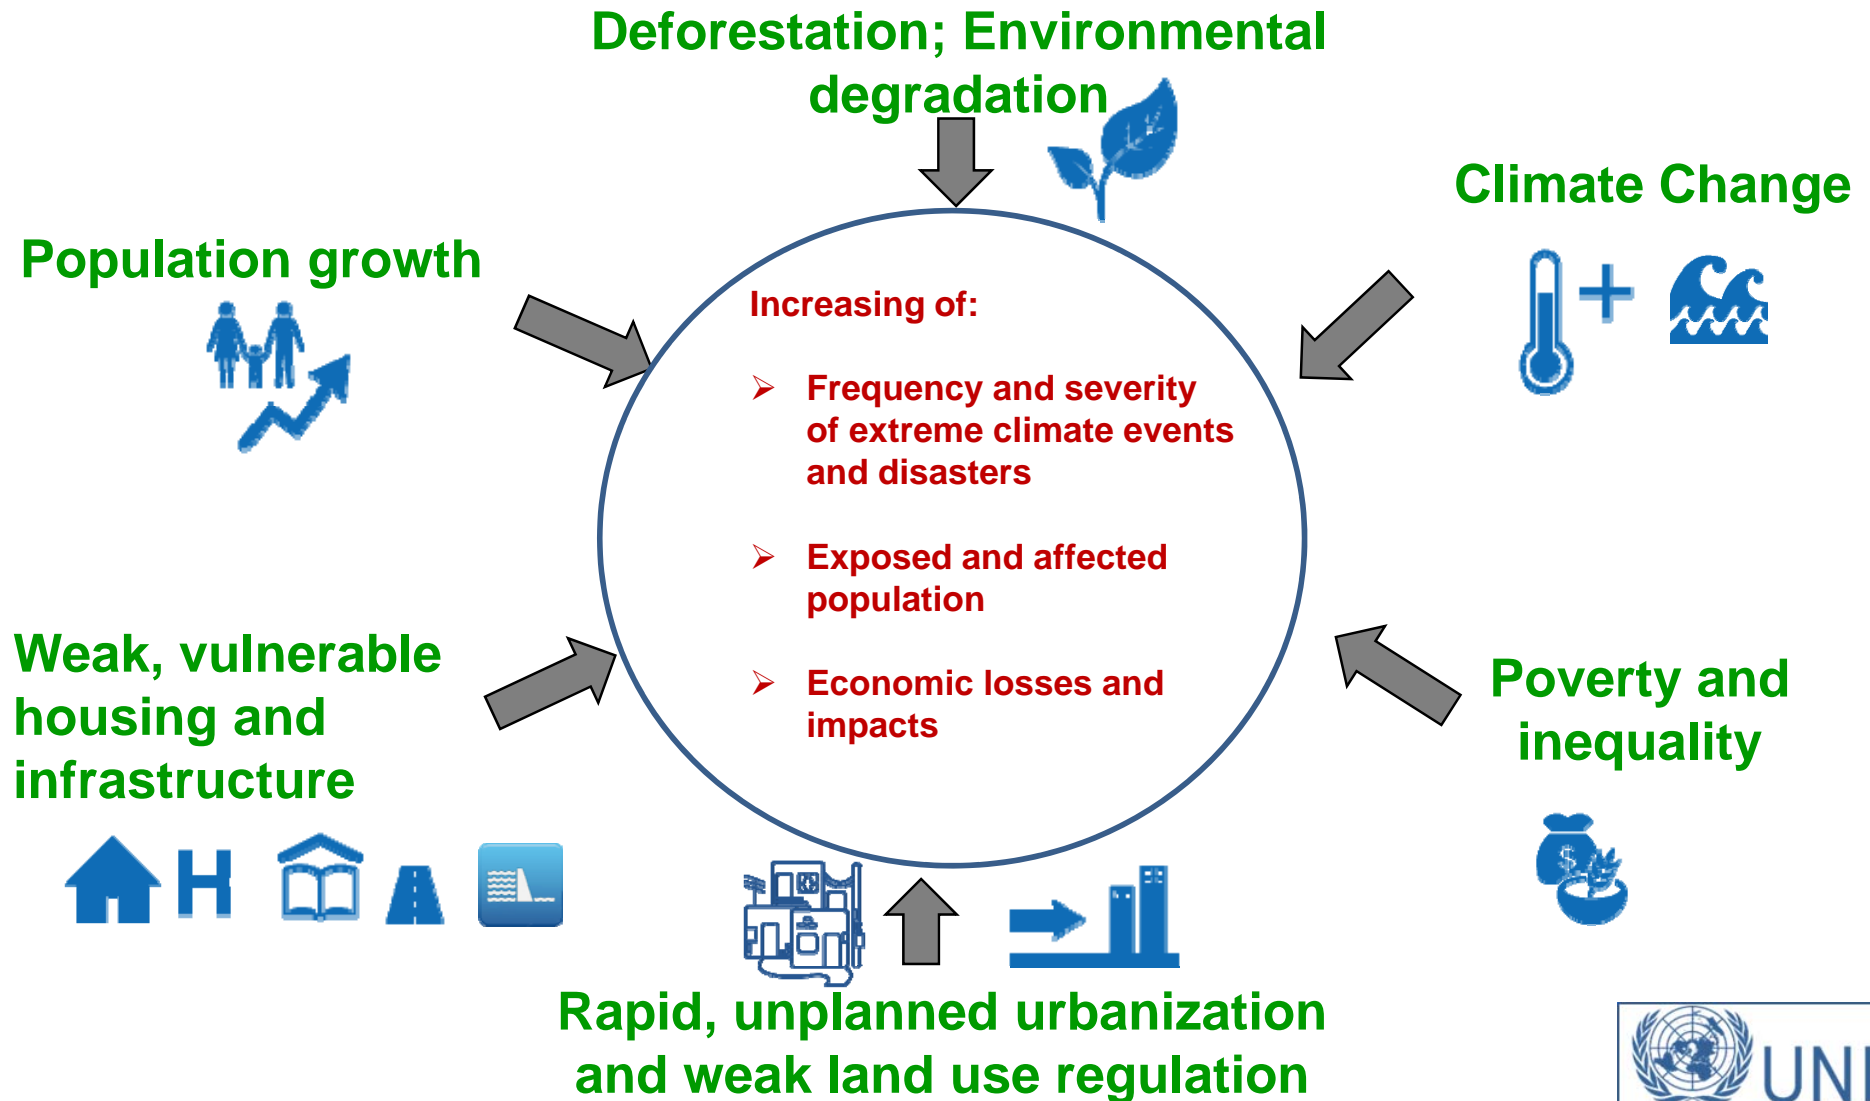 Deforestation; Environmental
degradation
Climate Change
Population growth
Increasing of:
➢ Frequency and severity
of extreme climate events
and disasters
➢ Exposed and affected
population
➢ Economic losses and
impacts
Weak, vulnerable
housing and
infrastructure
Poverty and
inequality
H
$
Rapid, unplanned urbanization
and weak land use regulation